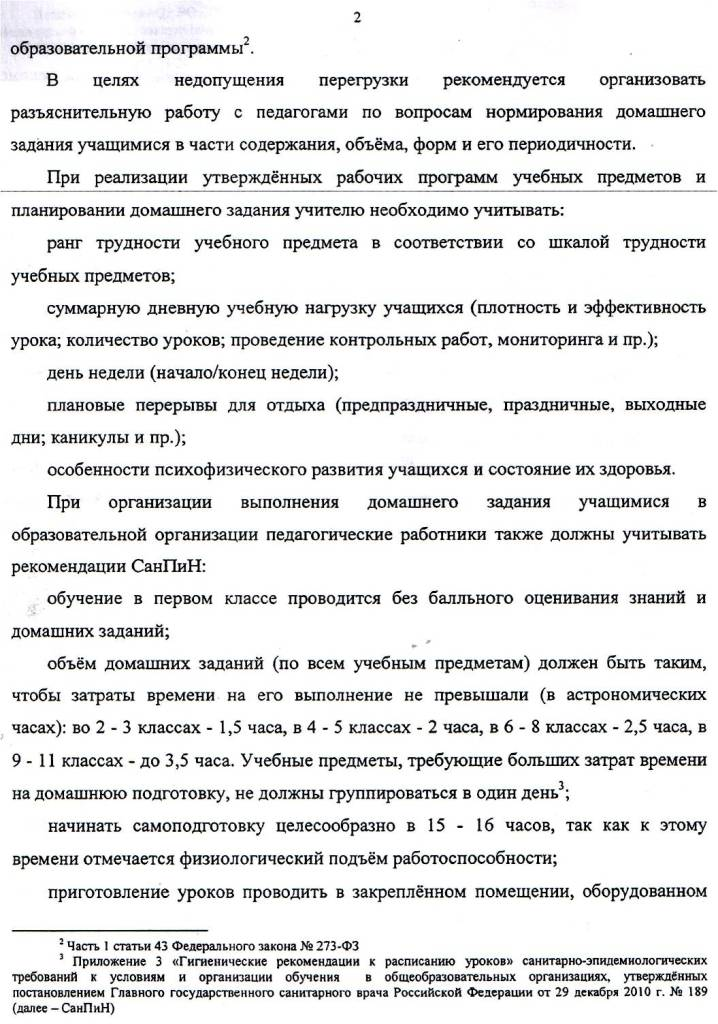 2
образовательной программы².
В целях недопущения перегрузки рекомендуется организовать
разъяснительную работу с педагогами по вопросам нормирования домашнего
задания учащимися в части содержания, объёма, форм и его периодичности.
При реализации утверждённых рабочих программ учебных предметов и
планировании домашнего задания учителю необходимо учитывать:
ранг трудности учебного предмета в соответствии со шкалой трудности
учебных предметов;
суммарную дневную учебную нагрузку учащихся (плотность и эффективность
урока; количество уроков; проведение контрольных работ, мониторинга и пр.);
день недели (начало/конец недели);
плановые перерывы для отдыха (предпраздничные, праздничные, выходные
дни; каникулы и пр.);
особенности психофизического развития учащихся и состояние их здоровья.
При организации выполнения домашнего задания учащимися в
образовательной организации педагогические работники также должны учитывать
рекомендации СанПиН:
обучение в первом классе проводится без балльного оценивания знаний и
домашних заданий;
объём домашних заданий (по всем учебным предметам) должен быть таким,
чтобы затраты времени на его выполнение не превышали (в астрономических
часах): во 2 - 3 классах - 1,5 часа, в 4 - 5 классах - 2 часа, в 6 - 8 классах - 2,5 часа, в
9 - 11 классах - до 3,5 часа. Учебные предметы, требующие больших затрат времени
на домашнюю подготовку, не должны группироваться в один день³;
начинать самоподготовку целесообразно в 15 - 16 часов, так как к этому
времени отмечается физиологический подъём работоспособности;
приготовление уроков проводить в закреплённом помещении, оборудованном
² Часть 1 статьи 43 Федерального закона № 273-ФЗ
³ Приложение 3 «Гигиенические рекомендации к расписанию уроков» санитарно-эпидемиологических
требований к условиям и организации обучения в общеобразовательных организациях, утверждённых
постановлением Главного государственного санитарного врача Российской Федерации от 29 декабря 2010 г. № 189
(далее – СанПиН)